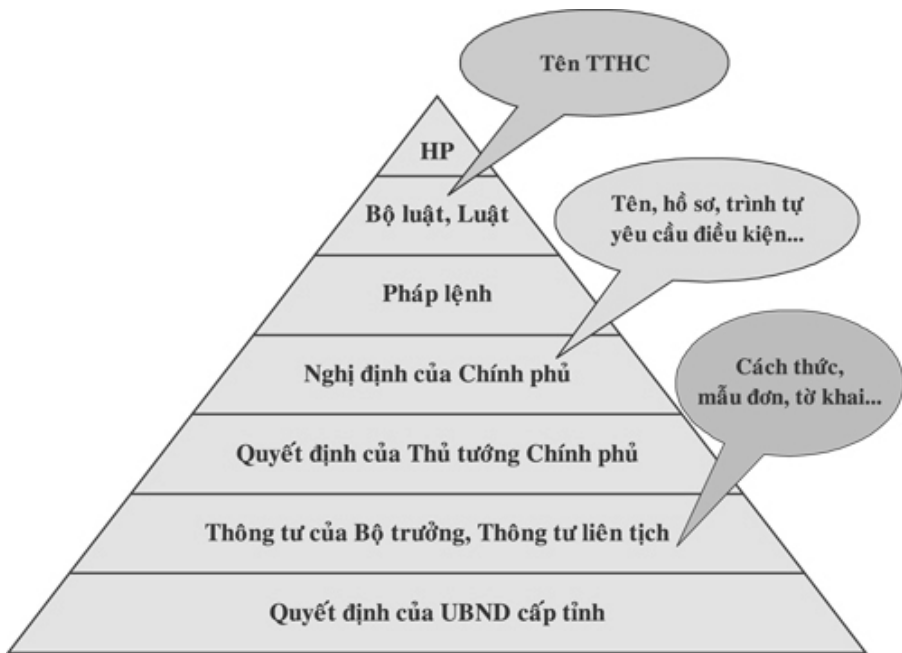 Tên TTHC
HP
Bộ luật, Luật
Tên, hồ sơ, trình tự
yêu cầu điều kiện...
Pháp lệnh
Nghị định của Chính phủ
Cách thức,
mẫu đơn, tờ khai...
Quyết định của Thủ tướng Chính phủ
Thông tư của Bộ trưởng, Thông tư liên tịch
Quyết định của UBND cấp tỉnh